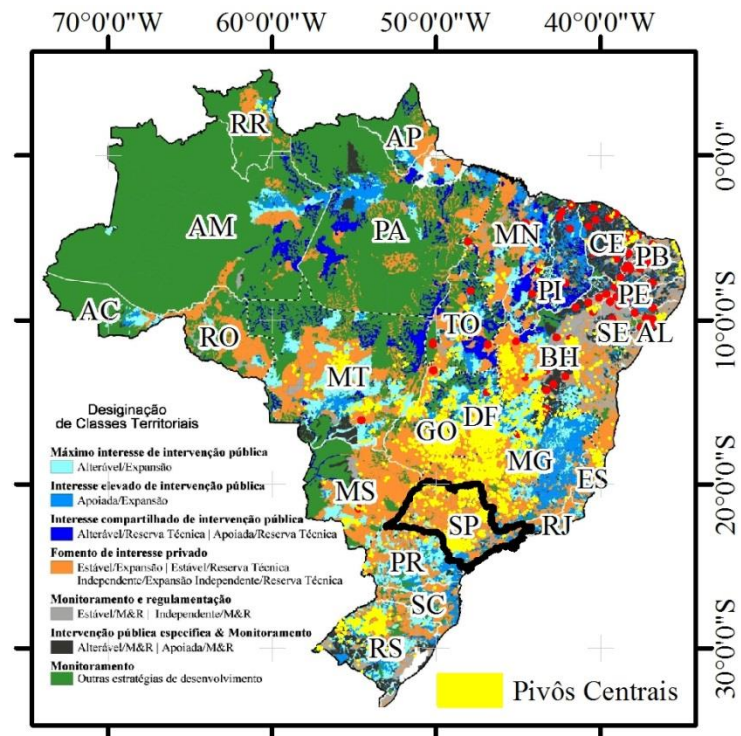 70°0'0"W 60°0'0"W 50°0'0"W 40°0'0"W
0°0'0"
10°0'0"S
20°0'0"S
30°0'0"S
RR
AP
AM
PA
MN
CE
PB
PI
PE
AC
TO
SE
AL
RO
BH
MT
DF
GO
MG
ES
MS
SP
RJ
PR
SC
RS
Desiginação
de Classes Territoriais
Máximo interesse de intervenção pública
Alterável/Expansão
Interesse elevado de intervenção pública
Apoiada/Expansão
Interesse compartilhado de intervenção pública
Alterável/Reserva Técnica | Apoiada/Reserva Técnica
Fomento de interesse privado
Estável/Expansão | Estável/Reserva Técnica
Independente/Expansão Independente/Reserva Técnica
Monitoramento e regulamentação
Estável/M&R | Independente/M&R
Intervenção pública específica & Monitoramento
Alterável/M&R | Apoiada/M&R
Monitoramento
Outras estratégias de desenvolvimento
Pivôs Centrais